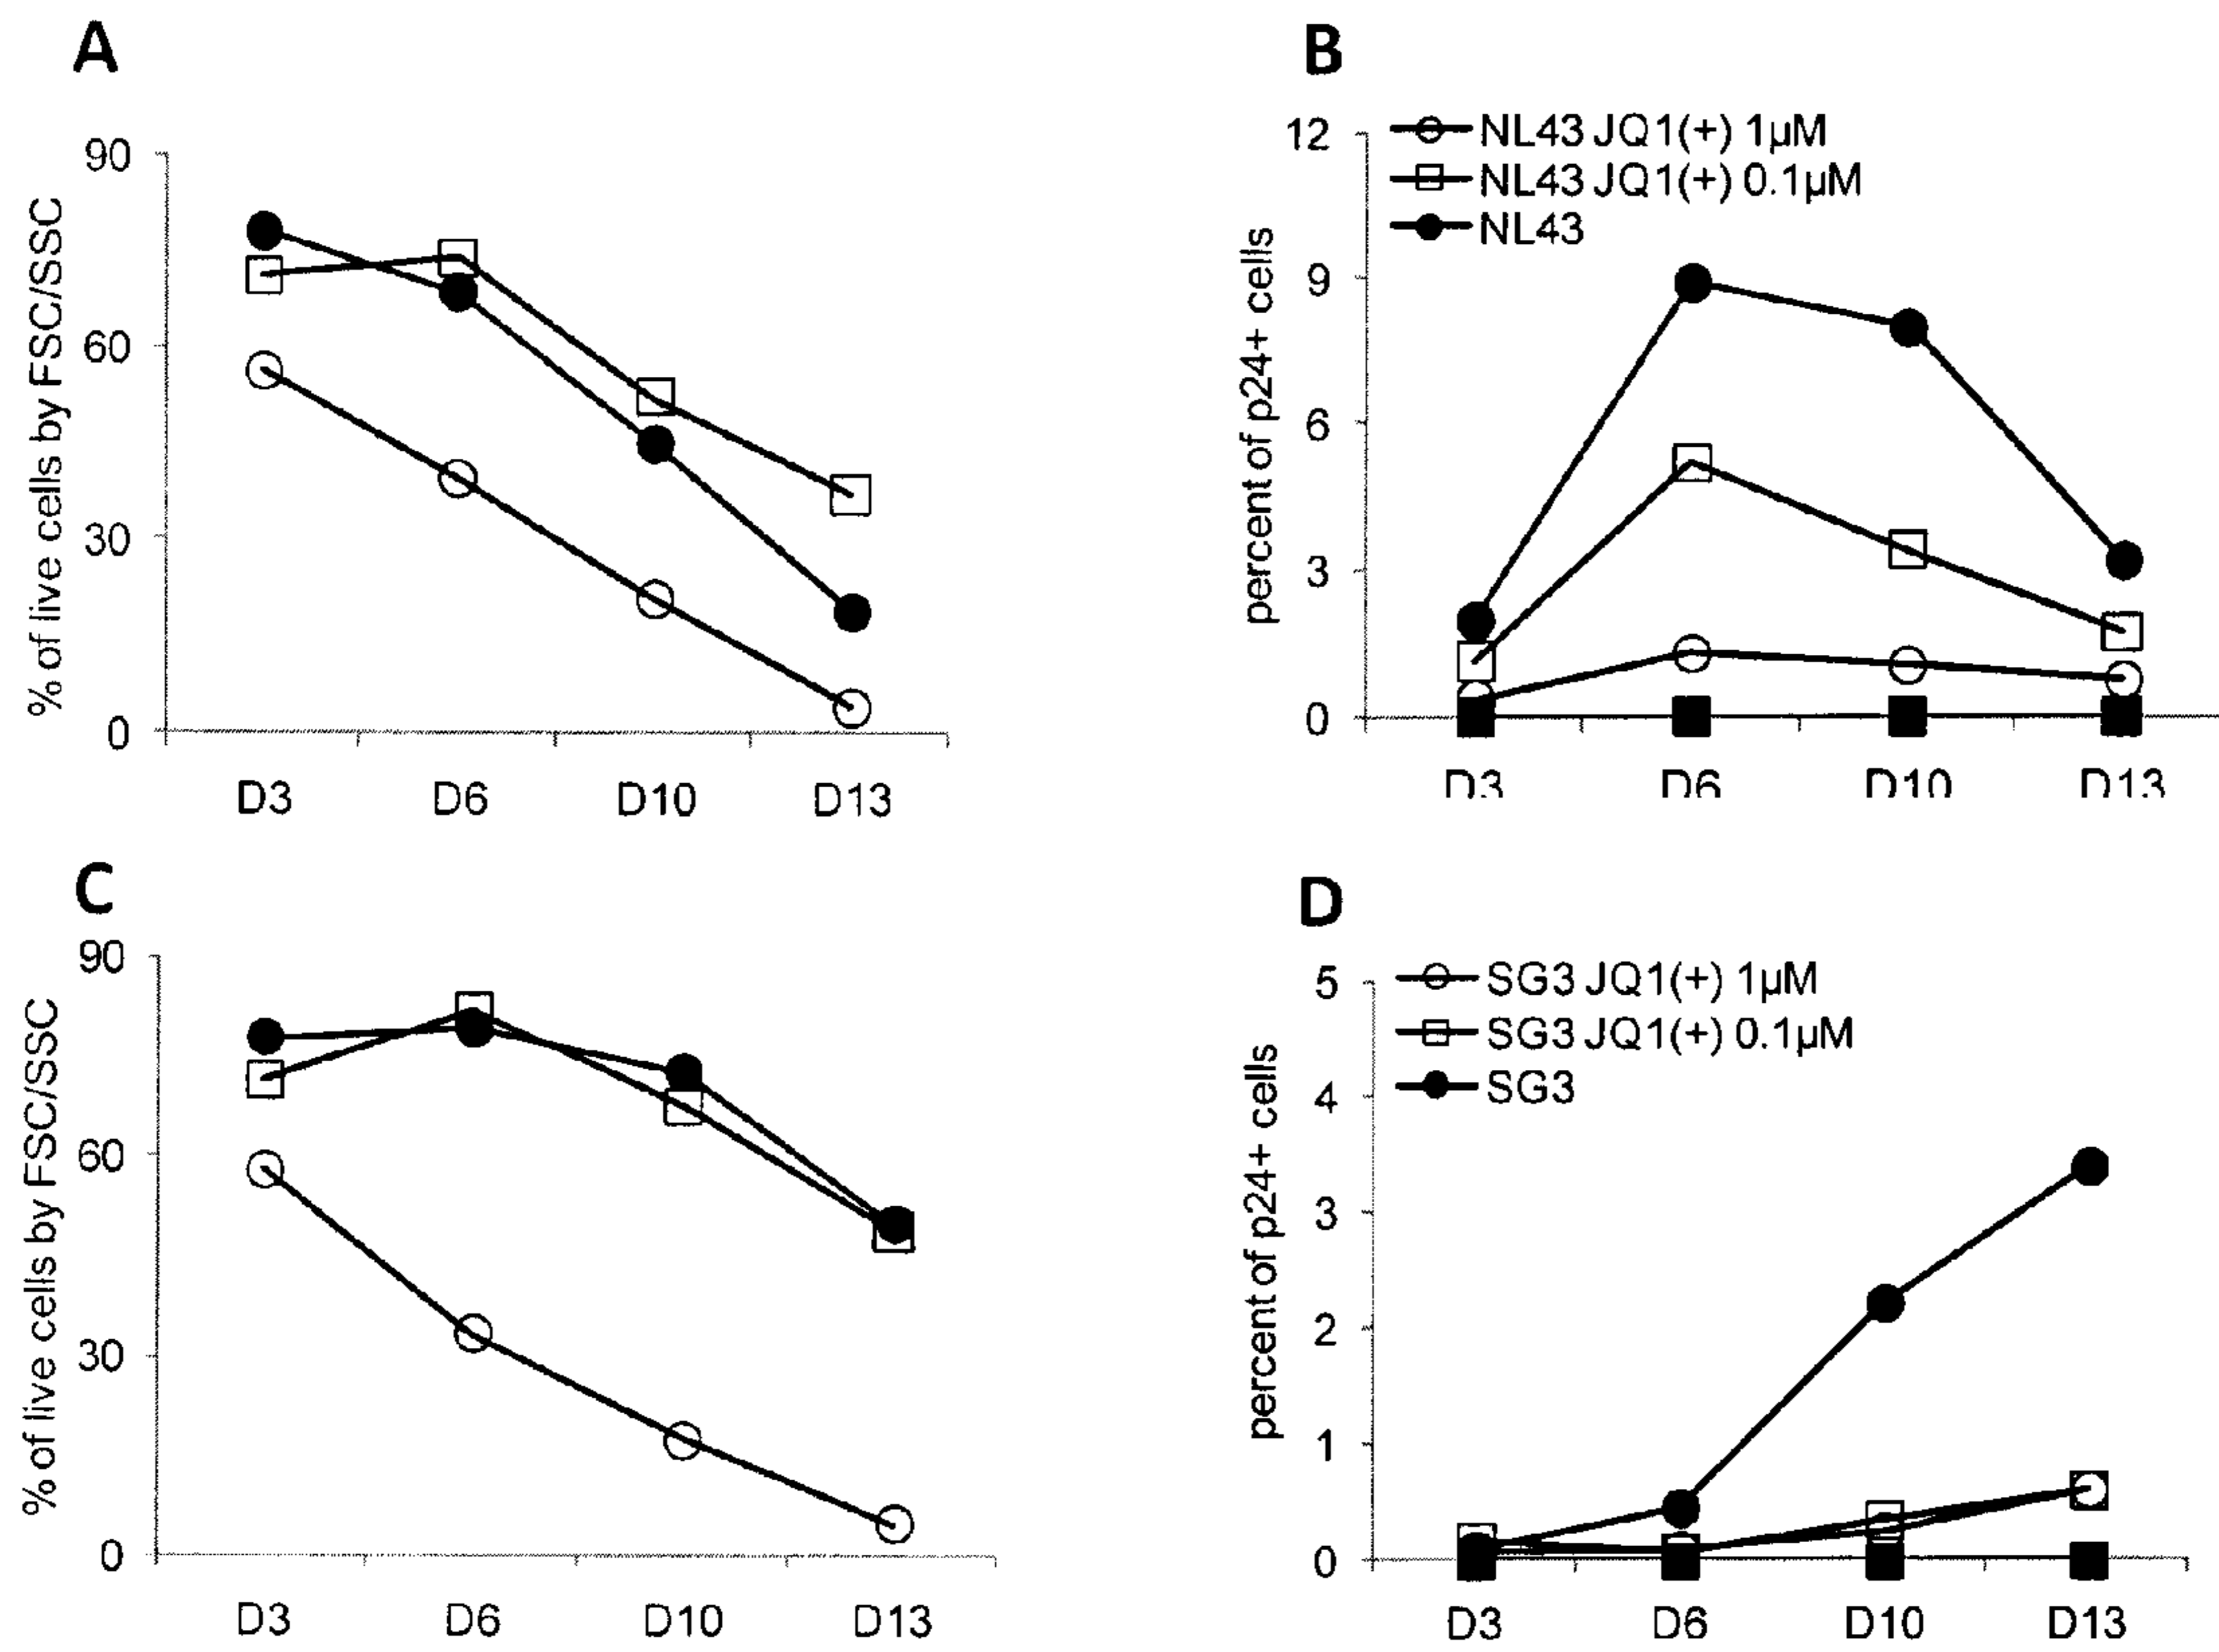 A
90
60
30
0
% of live cells by FSC/SSC
D3 D6 D10 D13
B
12
9
6
3
0
percent of p24+ cells
NL43 JQ1(+) 1µM
NL43 JQ1(+) 0.1µM
NL43
D3 D6 D10 D13
C
90
60
30
0
% of live cells by FSC/SSC
D3 D6 D10 D13
D
5
4
3
2
1
0
percent of p24+ cells
SG3 JQ1(+) 1µM
SG3 JQ1(+) 0.1µM
SG3
D3 D6 D10 D13